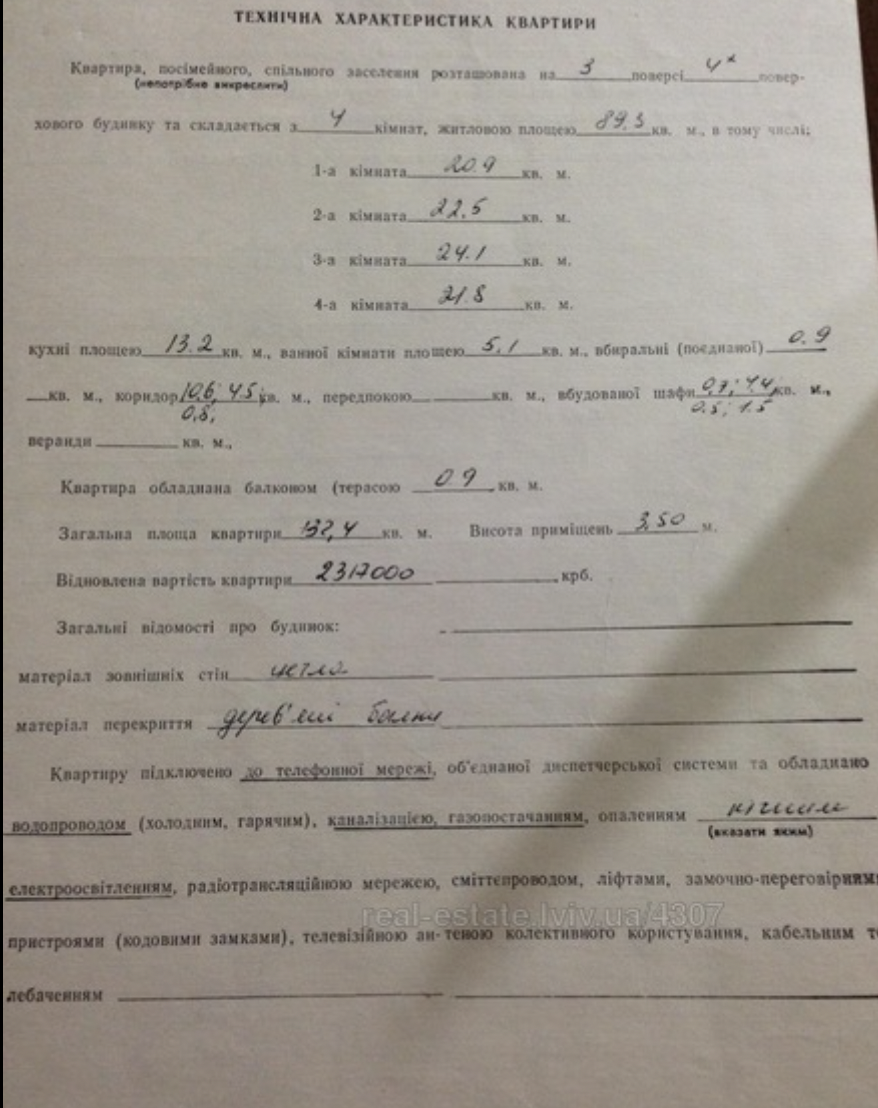 ТЕХНІЧНА ХАРАКТЕРИСТИКА КВАРТИРИ
Квартира, посімейного, спільного заселення розташована на 3 поверсі 4х повер-
(непотрібне викреслити)
хового будинку та складається з 4 кімнат, житловою площею 89.3 кв. м., в тому числі;
1-а кімната 20.9 кв. м.
2-а кімната 22.5 кв. м.
3-а кімната 24.1 кв. м.
4-а кімната 21.8 кв. м.
кухні площею 13.2 кв. м., ванної кімнати площею 5.1 кв. м., вбиральні (поєднаної) 0.9
кв. м., коридор 10.6; 4.5; кв. м., передпокою кв. м., вбудованої шафи 0,7; 4.4; кв. м.,
0,8; 0.5; 1.5
веранди кв. м.,
Квартира обладнана балконом (терасою 0.9 кв. м.
Загальна площа квартири 132,4 кв. м. Висота приміщень 3,50 м.
Відновлена вартість квартири 2317000 крб.
Загальні відомості про будинок:
матеріал зовнішніх стін цегла
матеріал перекриття дерев'яні балки
Квартиру підключено до телефонної мережі, об'єднаної диспетчерської системи та обладнано
водопроводом (холодним, гарячим), каналізацією, газопостачанням, опаленням
(вказати яким)
електроосвітленням, радіотрансляційною мережею, сміттєпроводом, ліфтами, замочно-переговірними
real-estate.lviv.ua/4307
пристроями (кодовими замками), телевізійною ан-теною колективного користування, кабельним те
лебаченням